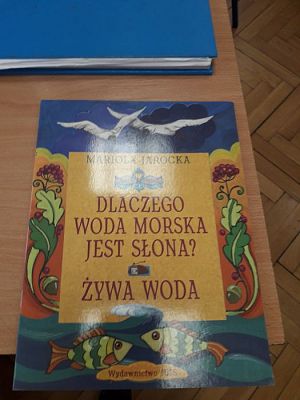 MARIOLA JAROCKA
DLACZEGO
WODA MORSKA
JEST SŁONA?
ŻYWA WODA
Wydawnictwo